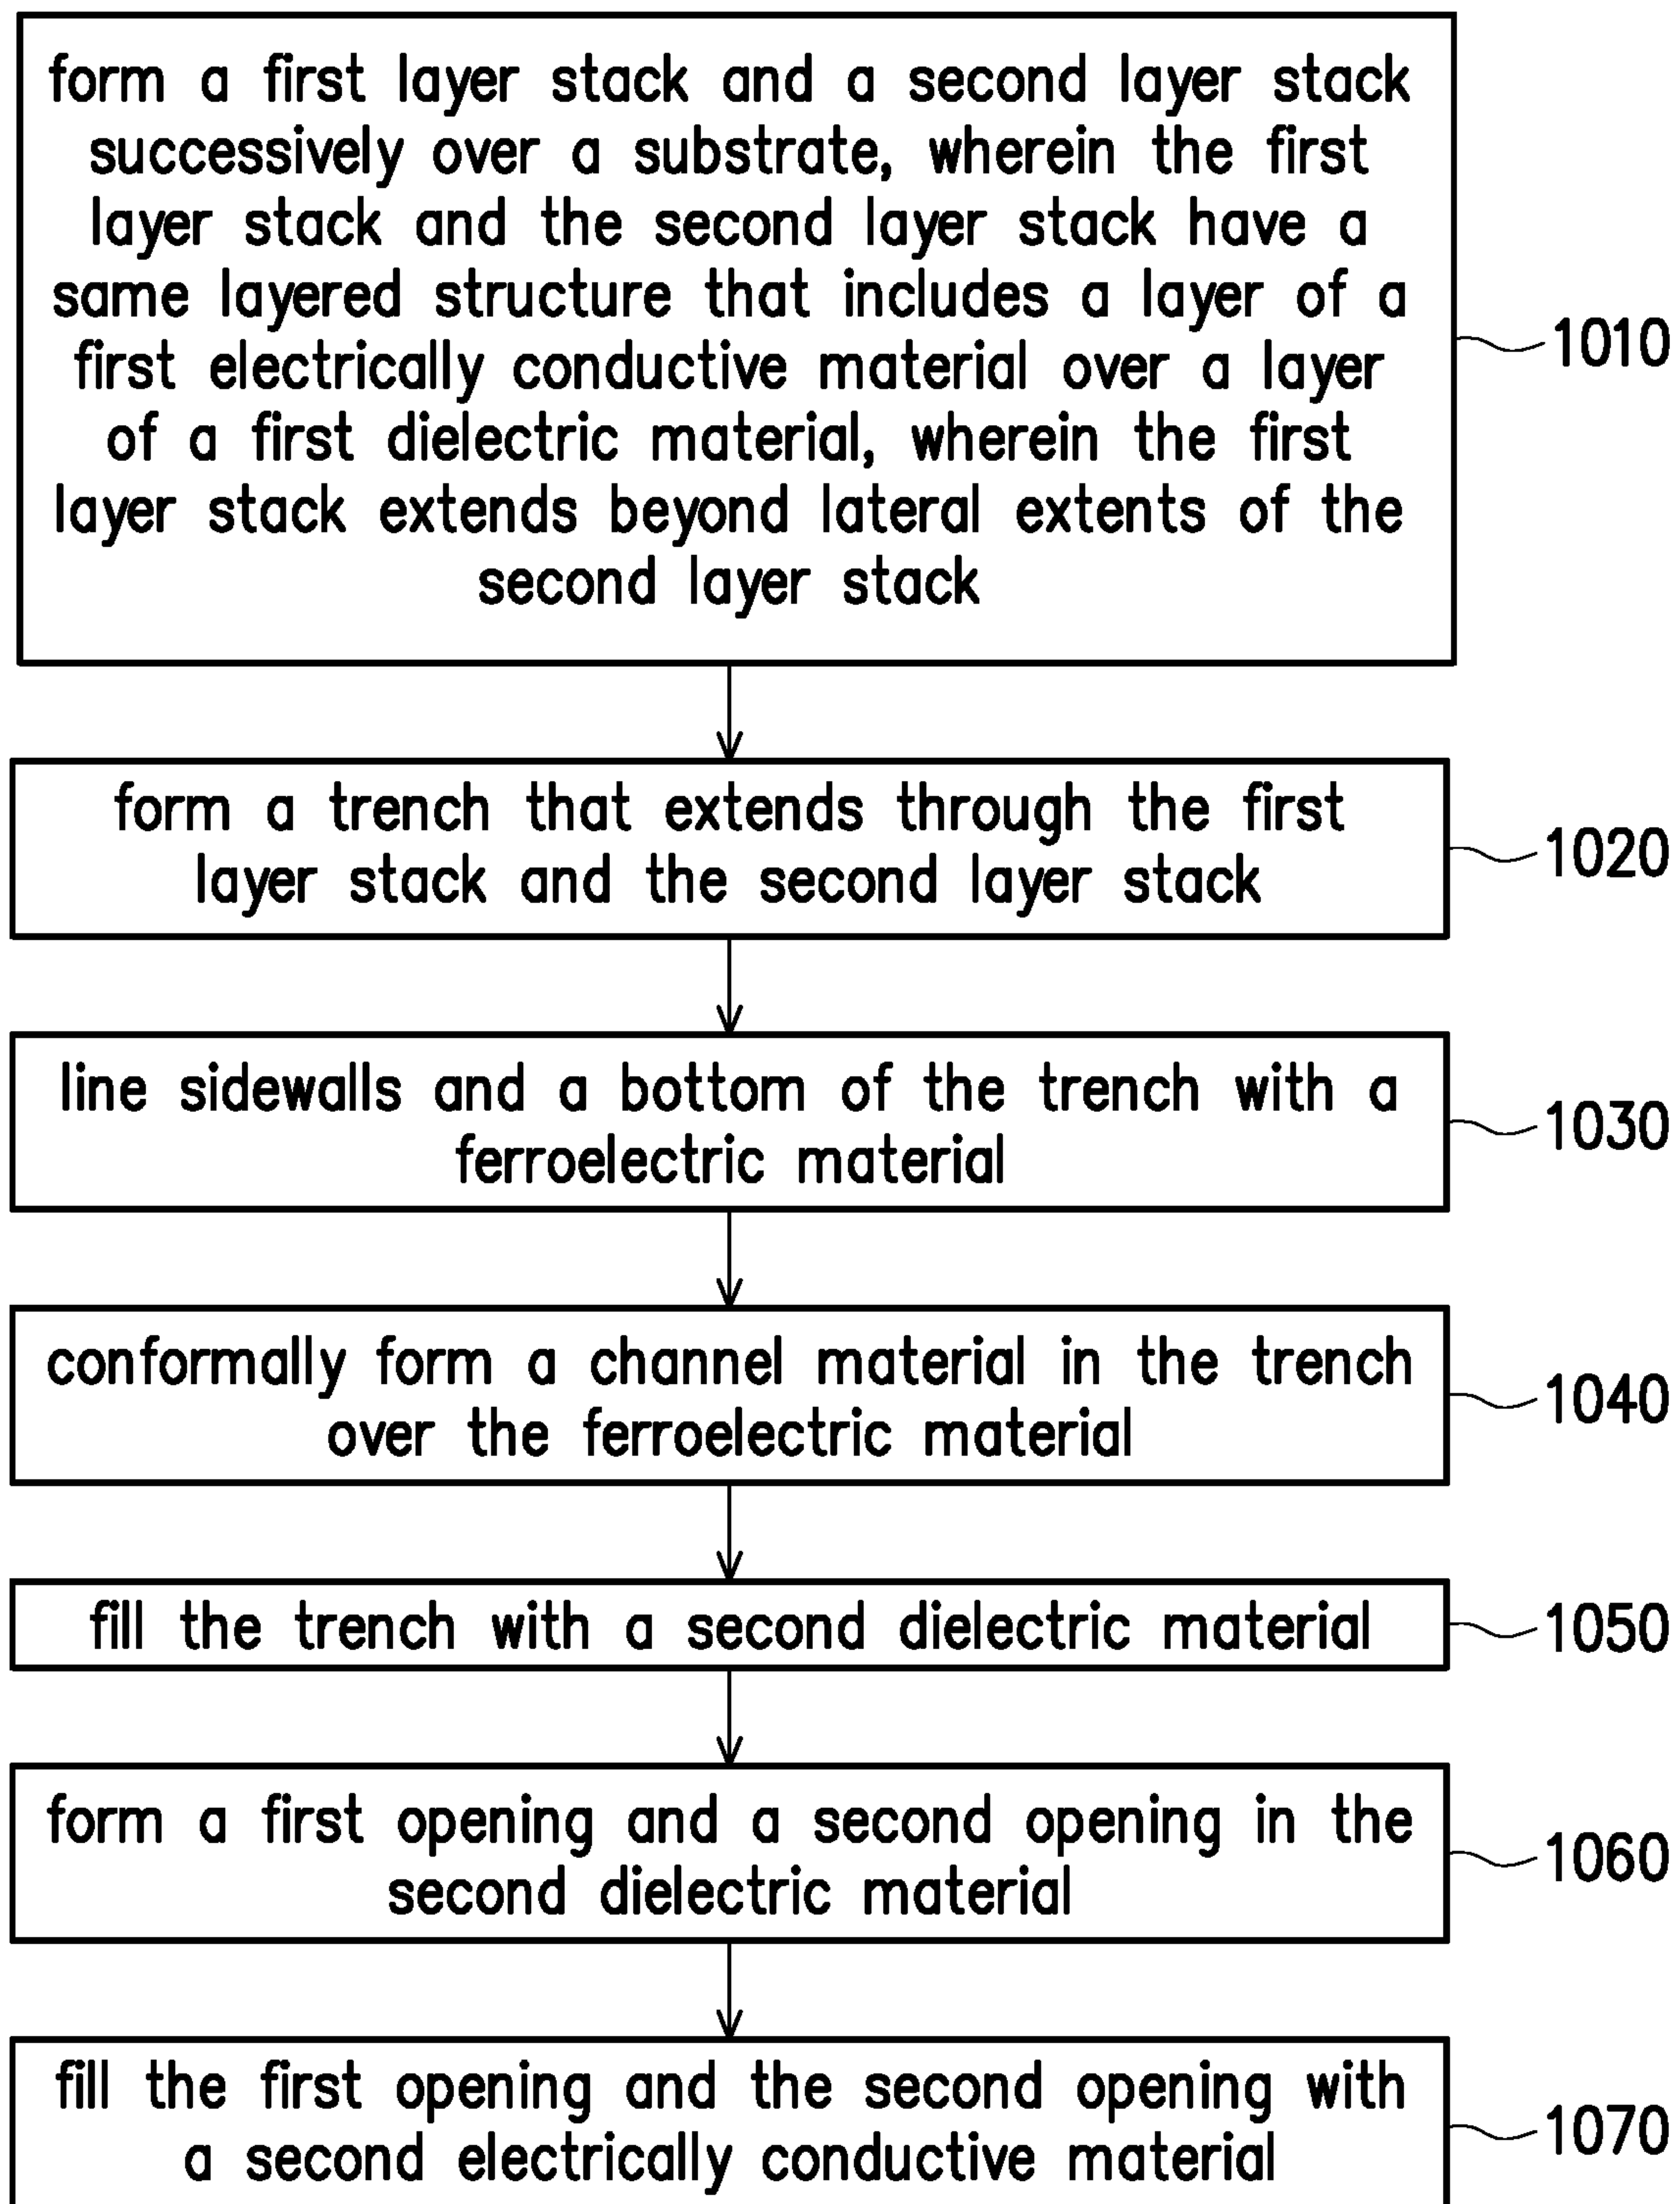 form a first layer stack and a second layer stack
successively over a substrate, wherein the first
layer stack and the second layer stack have a
same layered structure that includes a layer of a
first electrically conductive material over a layer
of a first dielectric material, wherein the first
layer stack extends beyond lateral extents of the
second layer stack
1010
form a trench that extends through the first
layer stack and the second layer stack
1020
line sidewalls and a bottom of the trench with a
ferroelectric material
1030
conformally form a channel material in the trench
over the ferroelectric material
1040
fill the trench with a second dielectric material
1050
form a first opening and a second opening in the
second dielectric material
1060
fill the first opening and the second opening with
a second electrically conductive material
1070